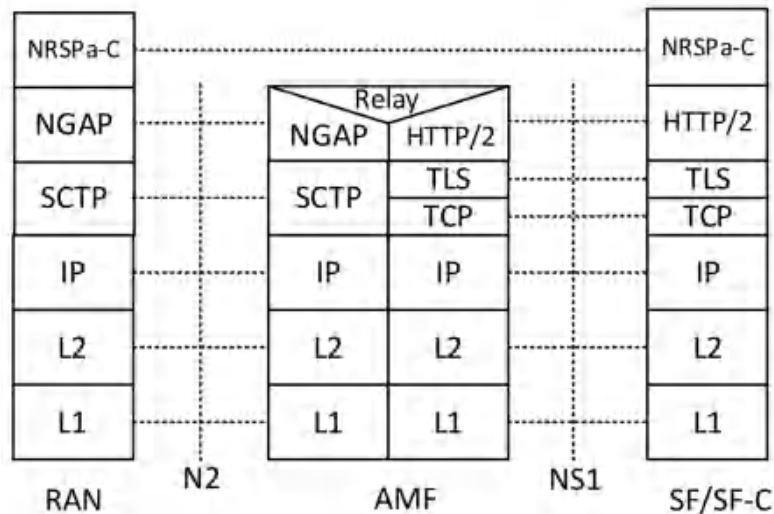 NRSPa-C
NGAP
SCTP
IP
L2
L1
RAN
N2
Relay
NGAP HTTP/2
SCTP TLS
TCP
IP IP
L2 L2
L1 L1
AMF
NS1
NRSPa-C
HTTP/2
TLS
TCP
IP
L2
L1
SF/SF-C